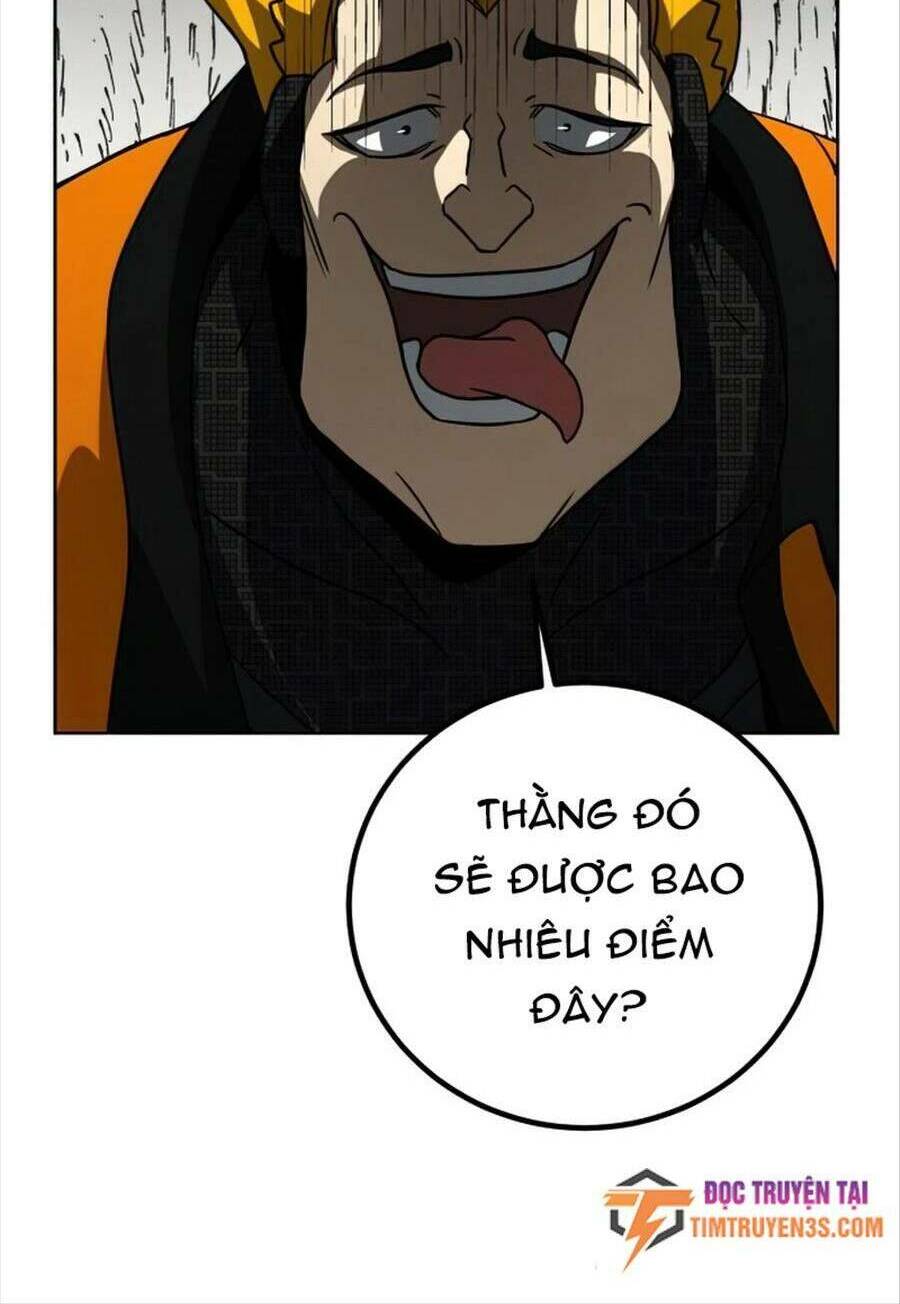 THẰNG ĐÓ
SẼ ĐƯỢC BAO
NHIÊU ĐIỂM
ĐÂY?
ĐỌC TRUYỆN TẠI
TIMTRUYEN3S.COM